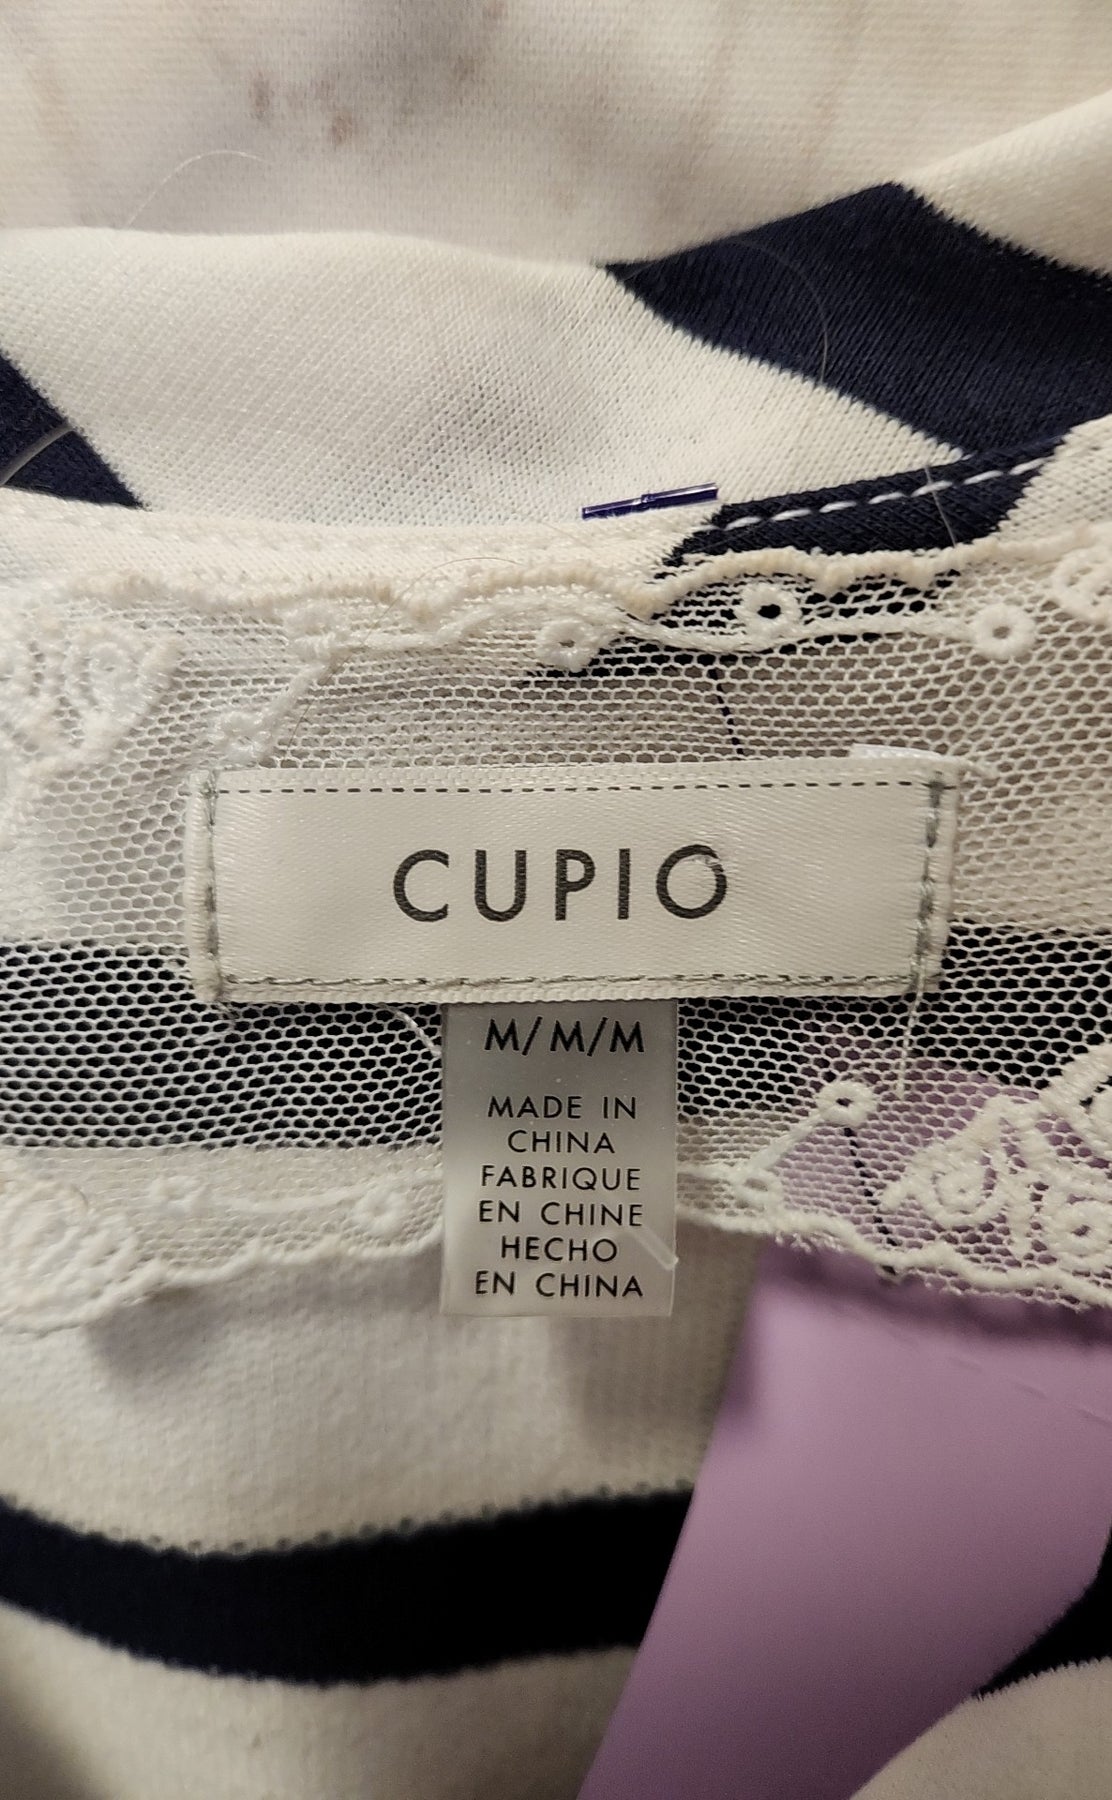 CUPIO
M/M/M
MADE IN
CHINA
FABRIQUE
EN CHINE
HECHO
EN CHINA